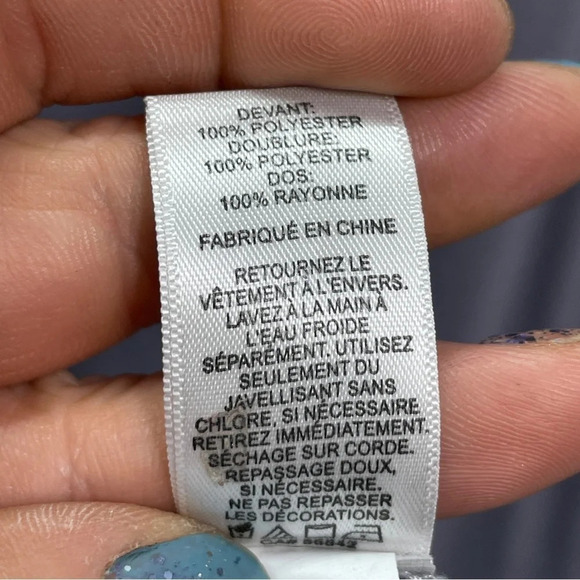 DEVANT:
100% POLYESTER
DOUBLURE:
100% POLYESTER
DOS:
100% RAYONNE
FABRIQUÉ EN CHINE
RETOURNEZ LE
VÊTEMENT À L'ENVERS.
LAVEZ À LA MAIN À
L'EAU FROIDE
SÉPARÉMENT. UTILISEZ
SEULEMENT DU
JAVELLISANT SANS
CHLORE, SI NÉCESSAIRE.
RETIREZ IMMÉDIATEMENT.
SÉCHAGE SUR CORDE.
REPASSAGE DOUX,
SI NÉCESSAIRE.
NE PAS REPASSER
LES DÉCORATIONS.